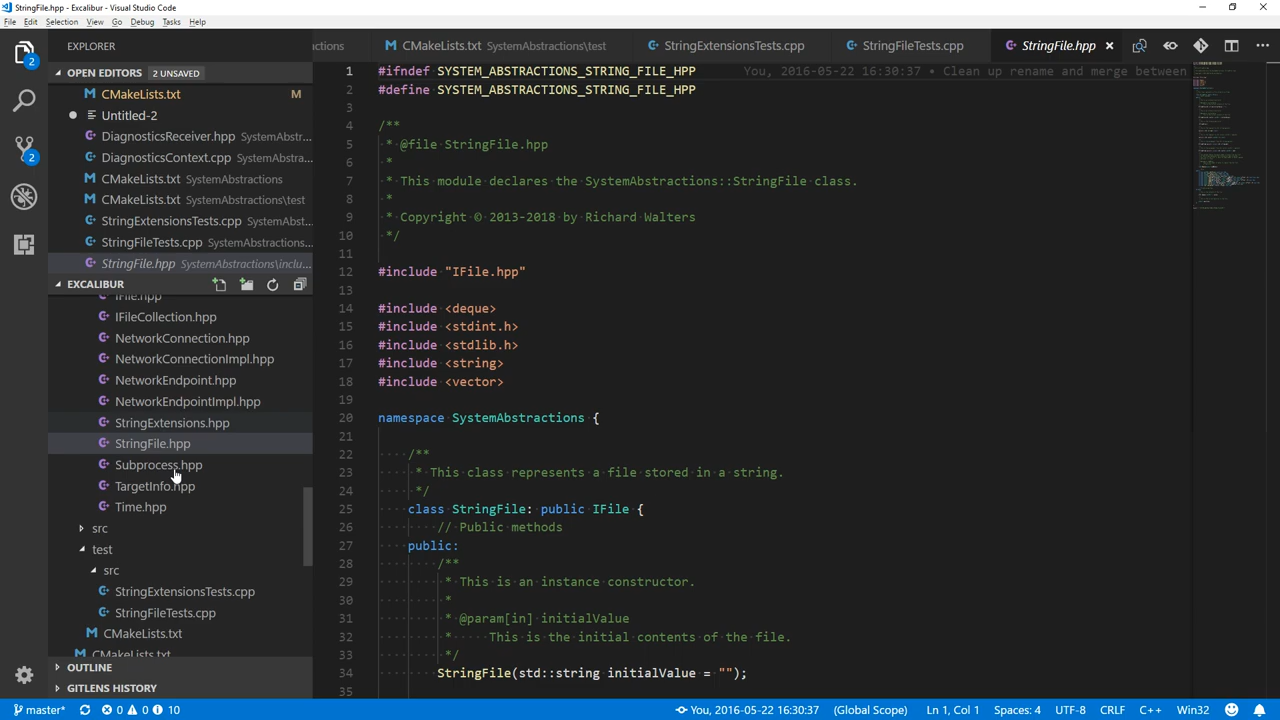 StringFile.hpp - Excalibur - Visual Studio Code
File Edit Selection View Go Debug Tasks Help
EXPLORER
OPEN EDITORS 2 UNSAVED
CMakeLists.txt M
Untitled-2
DiagnosticsReceiver.hpp SystemAbstr...
DiagnosticsContext.cpp SystemAbstra...
CMakeLists.txt SystemAbstractions
CMakeLists.txt SystemAbstractions\test
StringExtensionsTests.cpp SystemAbst...
StringFileTests.cpp SystemAbstractions...
StringFile.hpp SystemAbstractions\inclu...
EXCALIBUR
IFile.hpp
IFileCollection.hpp
NetworkConnection.hpp
NetworkConnectionImpl.hpp
NetworkEndpoint.hpp
NetworkEndpointImpl.hpp
StringExtensions.hpp
StringFile.hpp
Subprocess.hpp
TargetInfo.hpp
Time.hpp
src
test
src
StringExtensionsTests.cpp
StringFileTests.cpp
CMakeLists.txt
CMakeLists.txt
OUTLINE
GITLENS HISTORY
2
2
ctions CMakeLists.txt SystemAbstractions\test StringExtensionsTests.cpp StringFileTests.cpp StringFile.hpp
1 #ifndef SYSTEM_ABSTRACTIONS_STRING_FILE_HPP You, 2016-05-22 16:30:37 • Clean up rename and merge between
2 #define SYSTEM_ABSTRACTIONS_STRING_FILE_HPP
3
4 /**
5 * @file StringFile.hpp
6 *
7 * This module declares the SystemAbstractions::StringFile class.
8 *
9 * Copyright © 2013-2018 by Richard Walters
10 */
11
12 #include "IFile.hpp"
13
14 #include <deque>
15 #include <stdint.h>
16 #include <stdlib.h>
17 #include <string>
18 #include <vector>
19
20 namespace SystemAbstractions {
21
22 /**
23 * This class represents a file stored in a string.
24 */
25 class StringFile: public IFile {
26 // Public methods
27 public:
28 /**
29 * This is an instance constructor.
30 *
31 * @param[in] initialValue
32 * This is the initial contents of the file.
33 */
34 StringFile(std::string initialValue = "");
35
master* 0 0 10 You, 2016-05-22 16:30:37 (Global Scope) Ln 1, Col 1 Spaces: 4 UTF-8 CRLF C++ Win32